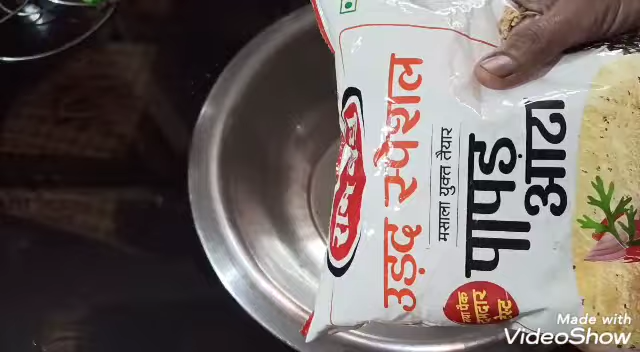 राम बंधु
उड़द स्पेशल
मसाला युक्त तैयार
पापड़
आटा
Made with
VideoShow